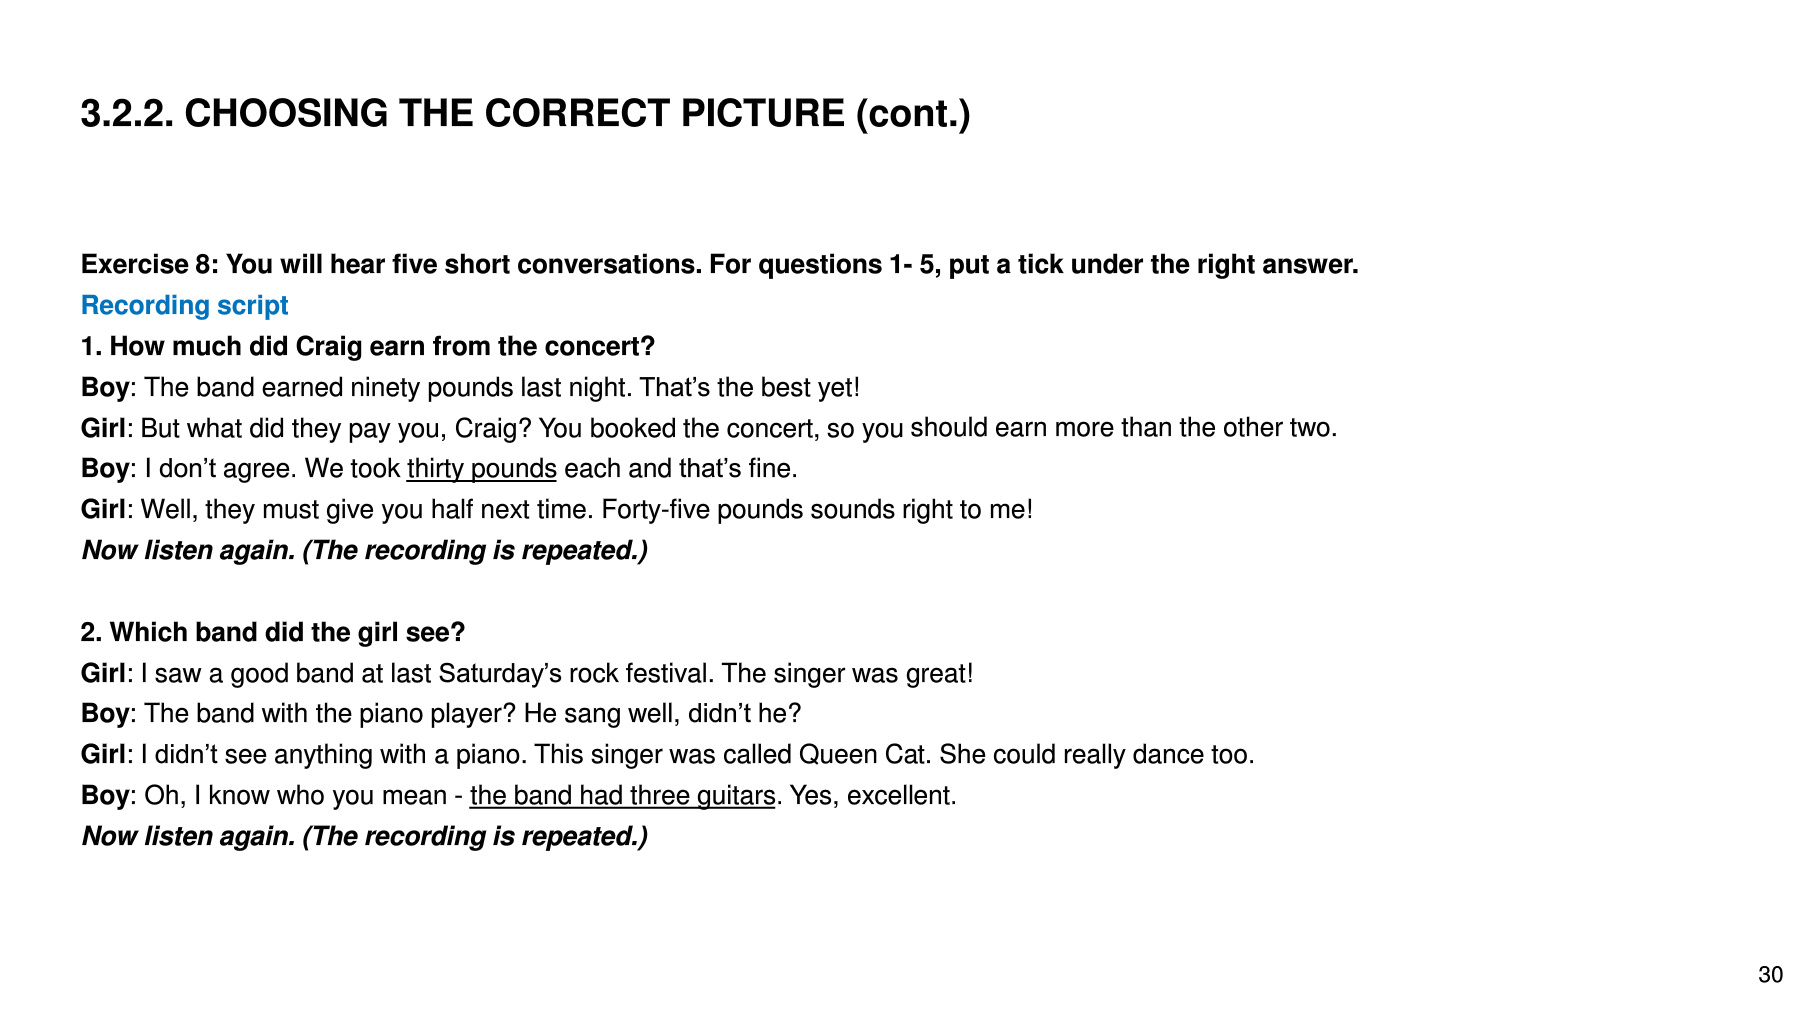 3.2.2. CHOOSING THE CORRECT PICTURE (cont.)
Exercise 8: You will hear five short conversations. For questions 1- 5, put a tick under the right answer.
Recording script
1. How much did Craig earn from the concert?
Boy: The band earned ninety pounds last night. That’s the best yet!
Girl: But what did they pay you, Craig? You booked the concert, so you should earn more than the other two.
Boy: I don’t agree. We took thirty pounds each and that’s fine.
Girl: Well, they must give you half next time. Forty-five pounds sounds right to me!
Now listen again. (The recording is repeated.)
2. Which band did the girl see?
Girl: I saw a good band at last Saturday’s rock festival. The singer was great!
Boy: The band with the piano player? He sang well, didn’t he?
Girl: I didn’t see anything with a piano. This singer was called Queen Cat. She could really dance too.
Boy: Oh, I know who you mean - the band had three guitars. Yes, excellent.
Now listen again. (The recording is repeated.)
30